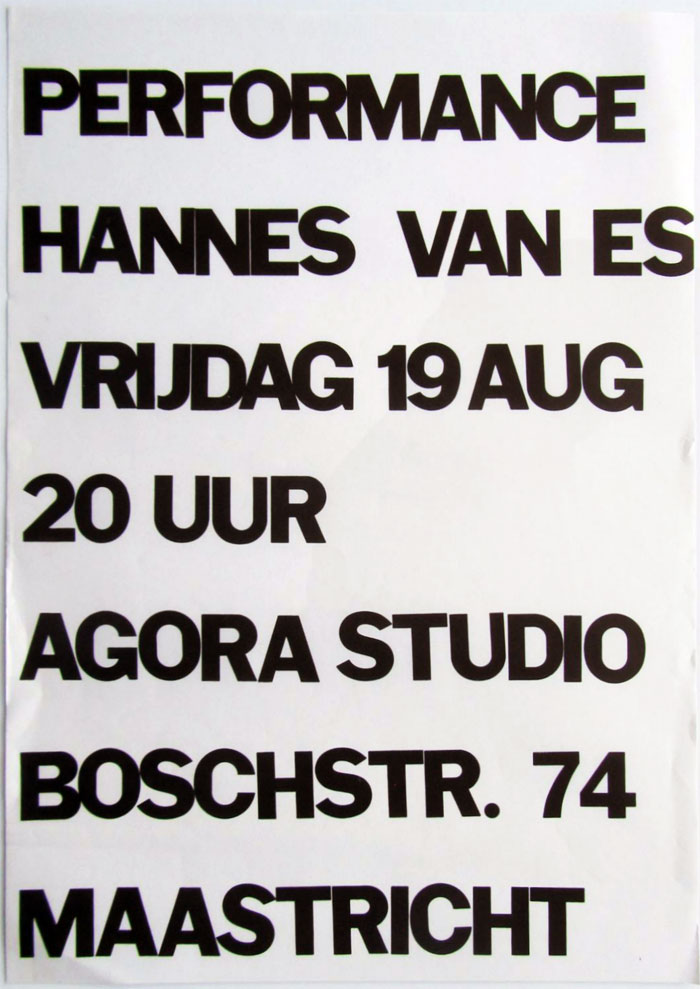 PERFORMANCE
HANNES VAN ES
VRIJDAG 19 AUG
20 UUR
AGORA STUDIO
BOSCHSTR. 74
MAASTRICHT